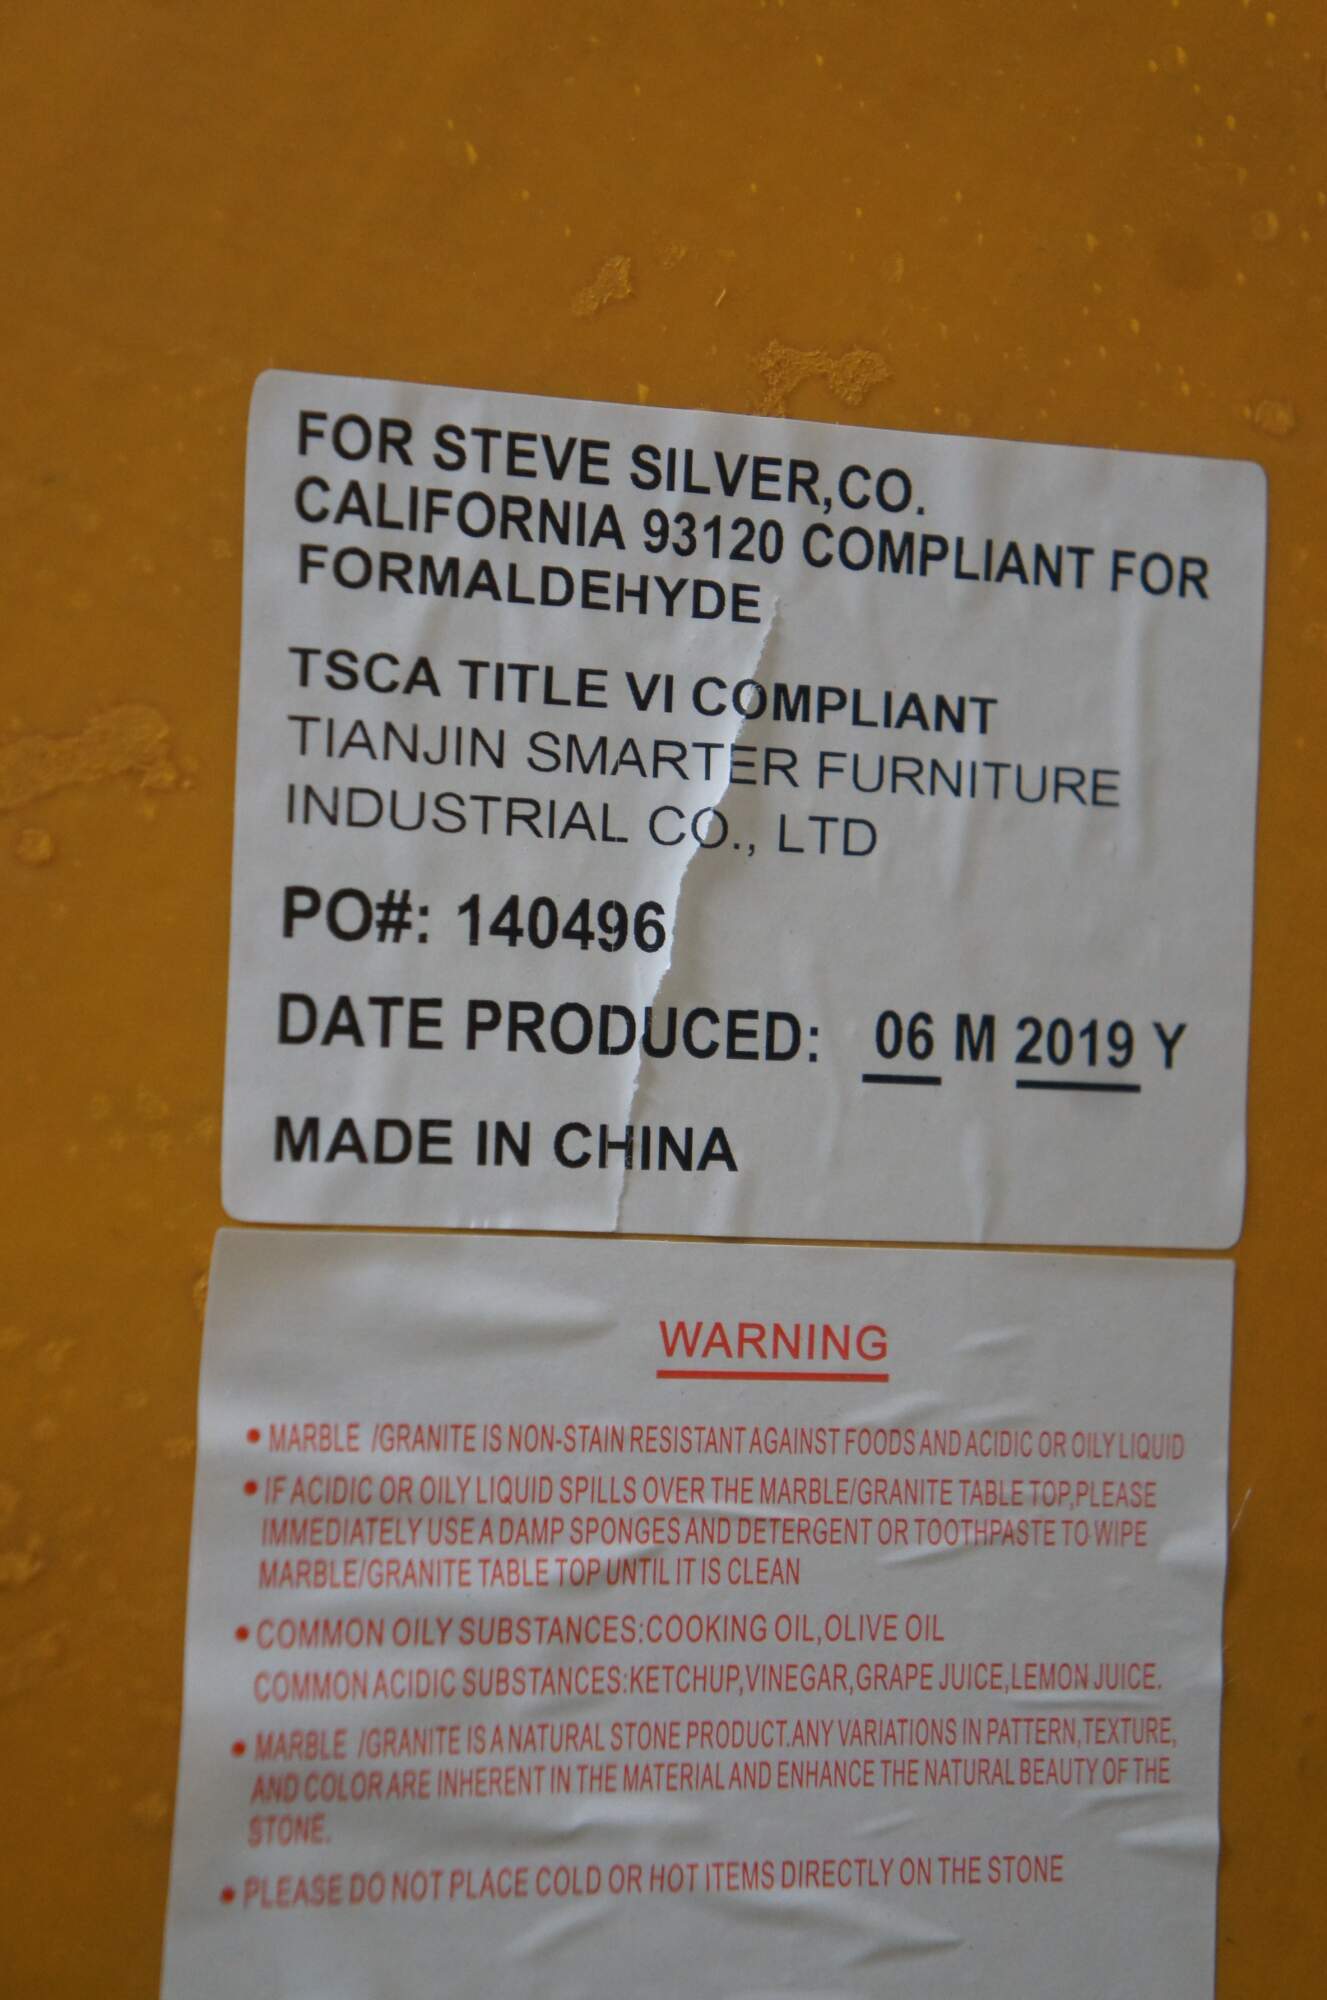 FOR STEVE SILVER,CO.
CALIFORNIA 93120 COMPLIANT FOR
FORMALDEHYDE
TSCA TITLE VI COMPLIANT
TIANJIN SMARTER FURNITURE
INDUSTRIAL CO., LTD
PO#: 140496
DATE PRODUCED: 06 M 2019 Y
MADE IN CHINA
WARNING
• MARBLE /GRANITE IS NON-STAIN RESISTANT AGAINST FOODS AND ACIDIC OR OILY LIQUID
• IF ACIDIC OR OILY LIQUID SPILLS OVER THE MARBLE/GRANITE TABLE TOP,PLEASE
IMMEDIATELY USE A DAMP SPONGES AND DETERGENT OR TOOTHPASTE TO WIPE
MARBLE/GRANITE TABLE TOP UNTIL IT IS CLEAN
• COMMON OILY SUBSTANCES:COOKING OIL,OLIVE OIL
COMMON ACIDIC SUBSTANCES:KETCHUP,VINEGAR,GRAPE JUICE,LEMON JUICE.
• MARBLE /GRANITE IS A NATURAL STONE PRODUCT.ANY VARIATIONS IN PATTERN,TEXTURE,
AND COLOR ARE INHERENT IN THE MATERIAL AND ENHANCE THE NATURAL BEAUTY OF THE
STONE.
• PLEASE DO NOT PLACE COLD OR HOT ITEMS DIRECTLY ON THE STONE